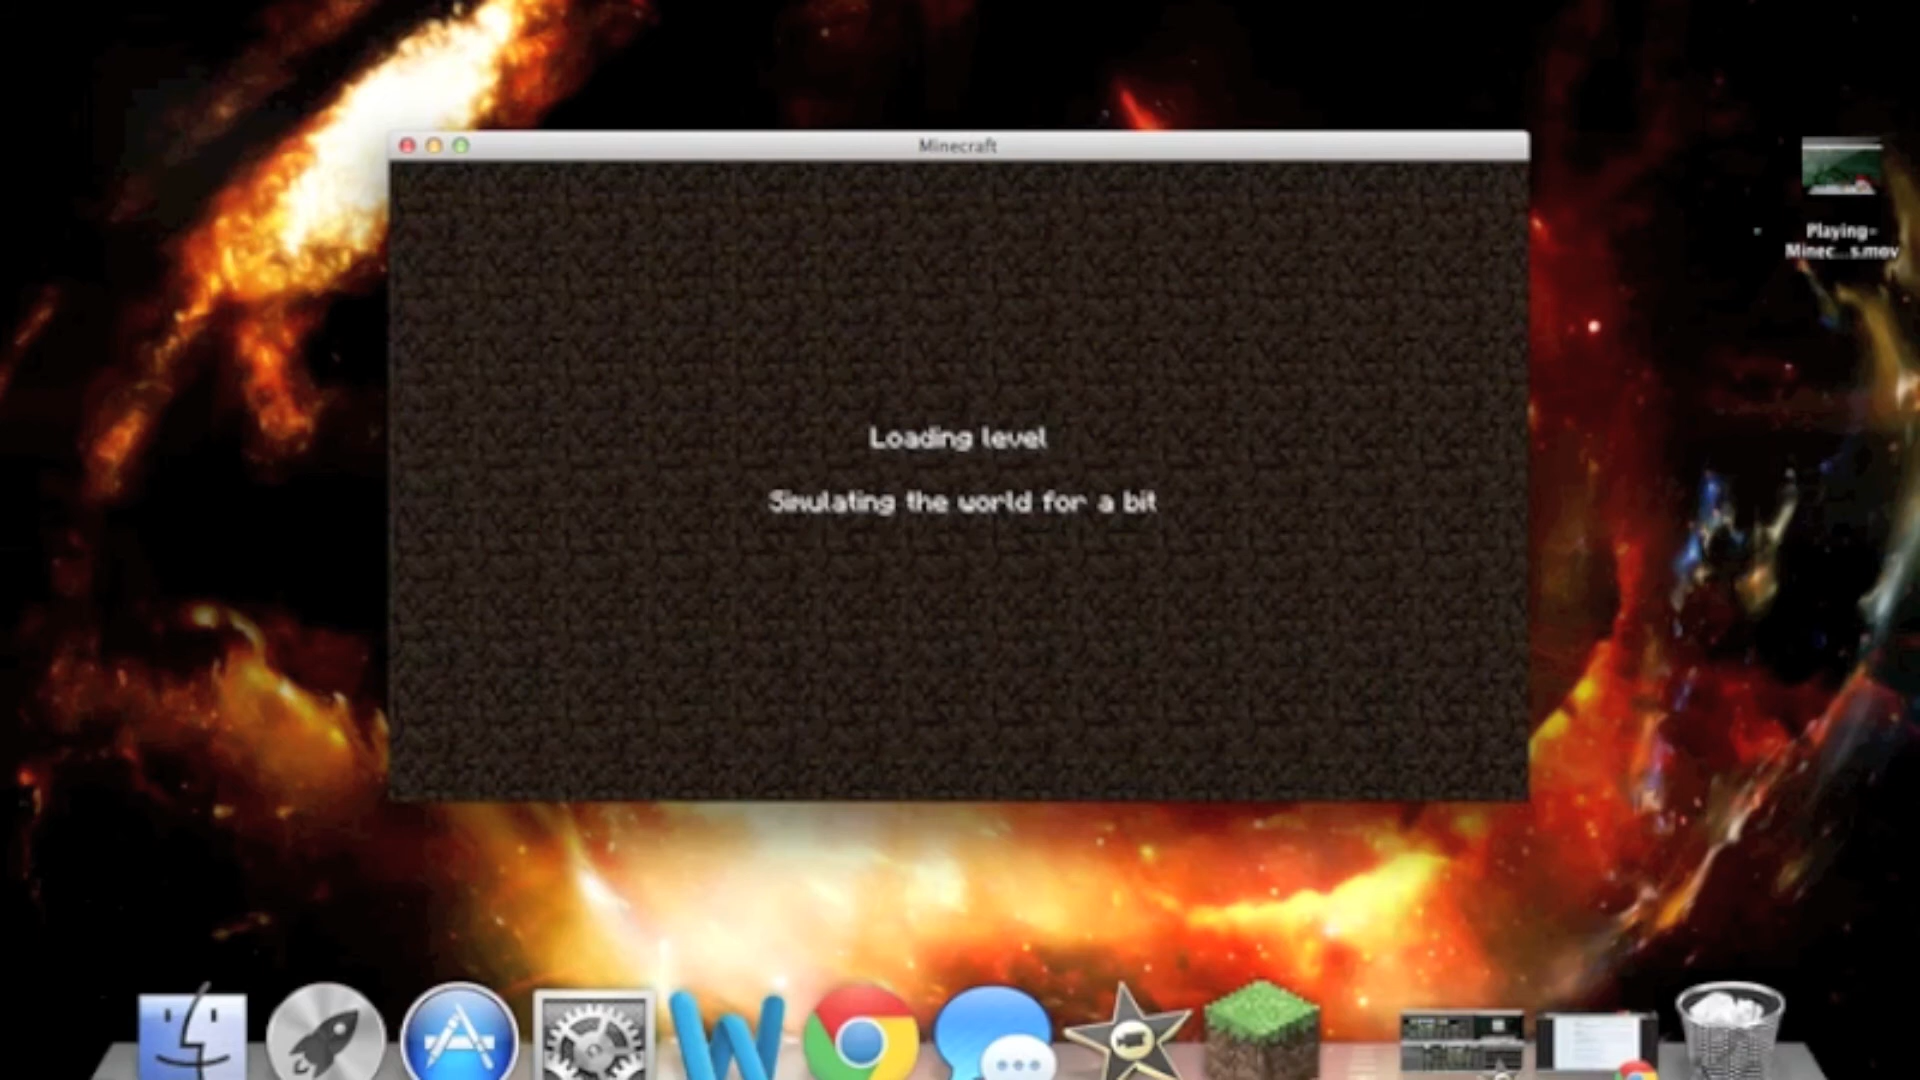 Minecraft
Playing-
Minec...s.mov
Loading level
Simulating the world for a bit